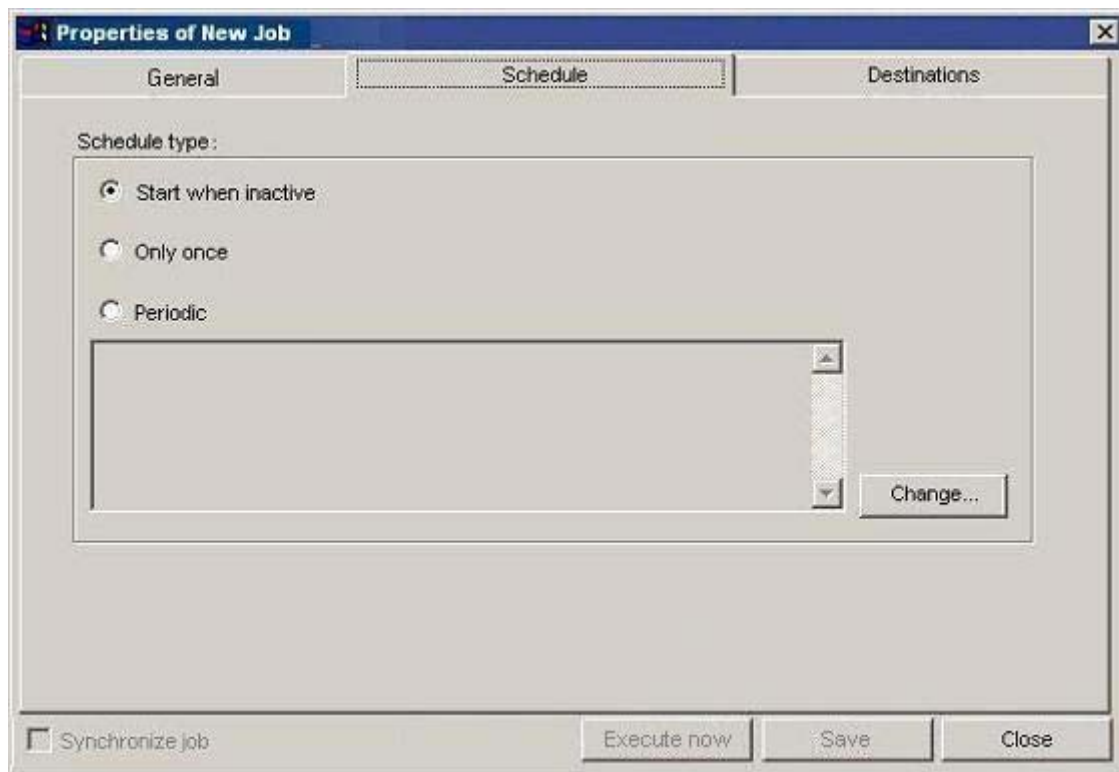 Properties of New Job
General
Schedule
Destinations
Schedule type:
Start when inactive
Only once
Periodic
Change...
Synchronize job
Execute now
Save
Close